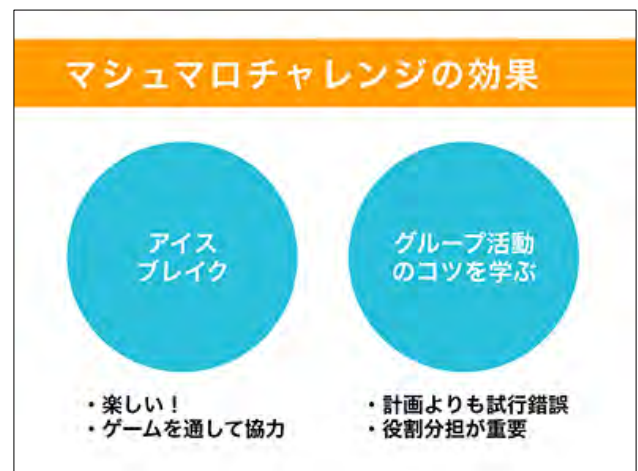 マシュマロチャレンジの効果
アイス
ブレイク
・楽しい！
・ゲームを通して協力
グループ活動
のコツを学ぶ
・計画よりも試行錯誤
・役割分担が重要